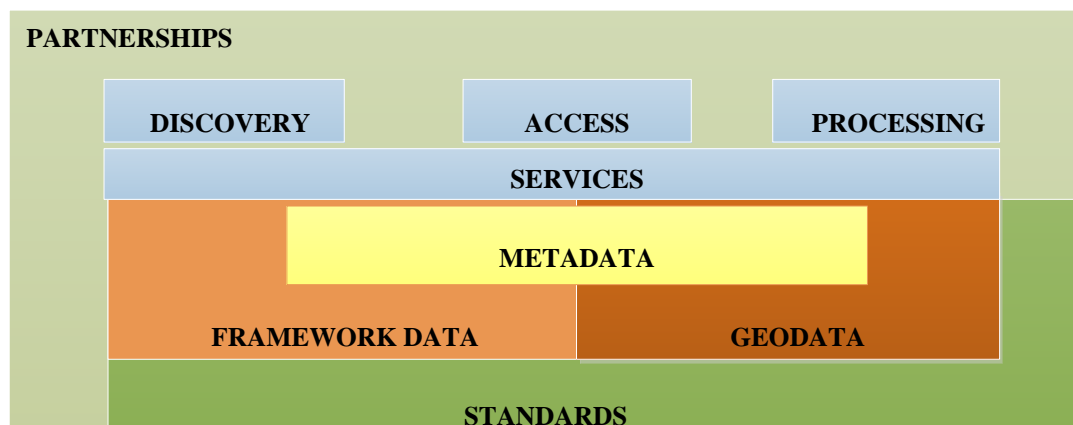 PARTNERSHIPS
DISCOVERY ACCESS PROCESSING
SERVICES
METADATA
FRAMEWORK DATA GEODATA
STANDARDS